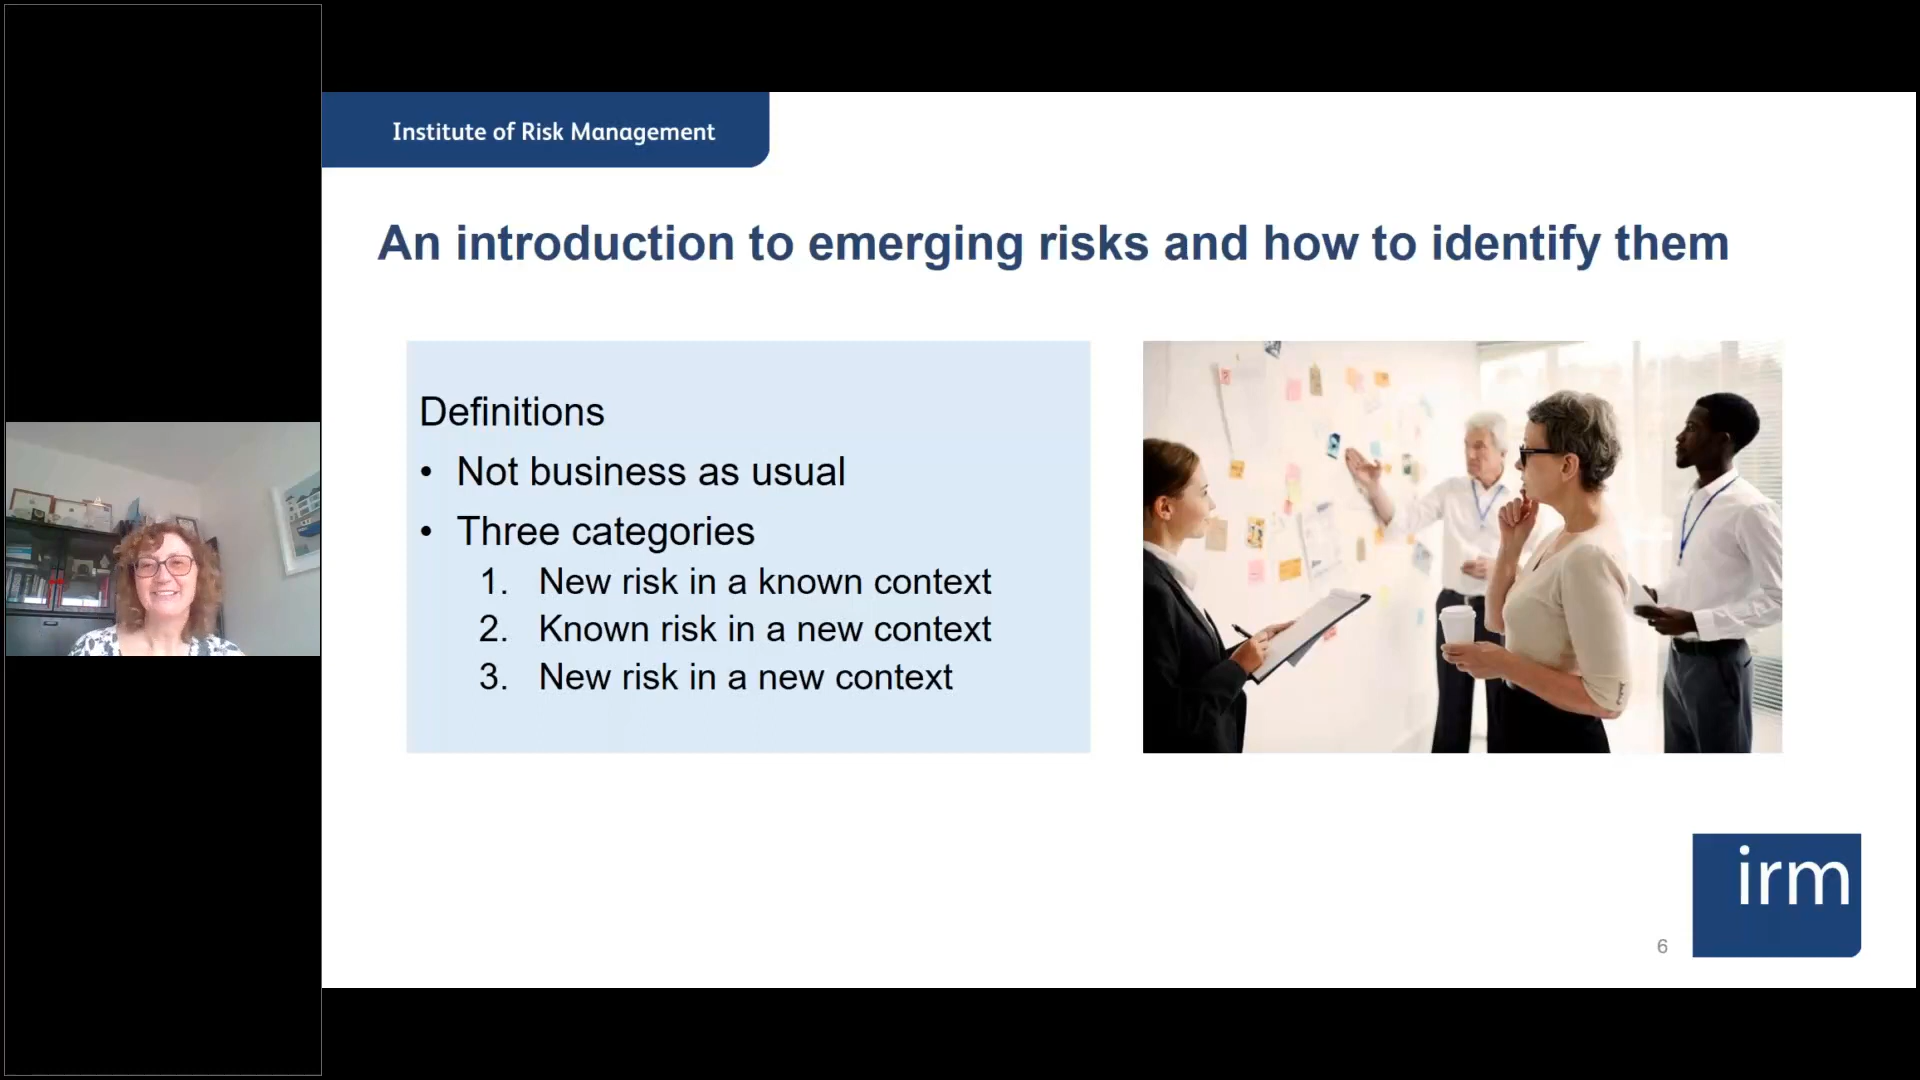 Institute of Risk Management
An introduction to emerging risks and how to identify them
Definitions
• Not business as usual
• Three categories
1. New risk in a known context
2. Known risk in a new context
3. New risk in a new context
irm
6